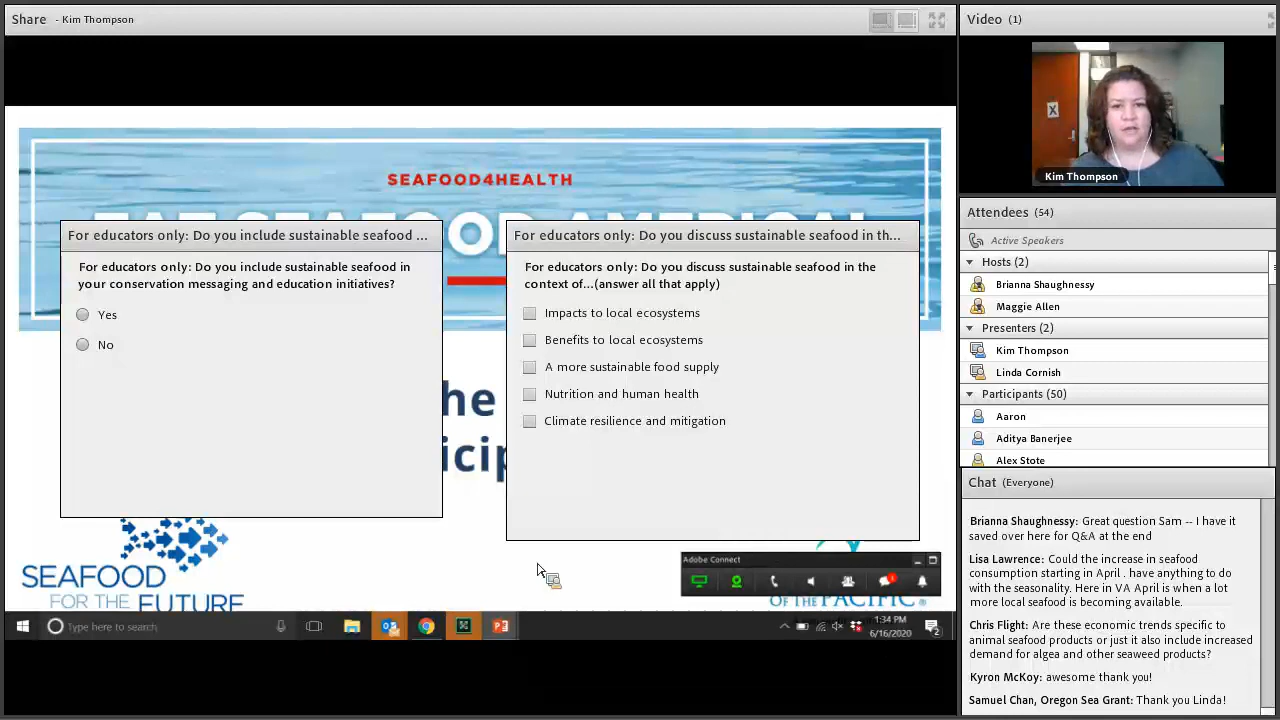 Share - Kim Thompson
SEAFOOD4HEALTH
For educators only: Do you include sustainable seafood ...
For educators only: Do you include sustainable seafood in
your conservation messaging and education initiatives?
Yes
No
For educators only: Do you discuss sustainable seafood in th...
For educators only: Do you discuss sustainable seafood in the
context of...(answer all that apply)
Impacts to local ecosystems
Benefits to local ecosystems
A more sustainable food supply
Nutrition and human health
Climate resilience and mitigation
he
icip
SEAFOOD
FOR THE FUTURE
Adobe Connect
OF THE PACIFIC ®
Type here to search
1:34 PM
6/16/2020
2
Video (1)
Kim Thompson
Attendees (54)
Active Speakers
Hosts (2)
Brianna Shaughnessy
Maggie Allen
Presenters (2)
Kim Thompson
Linda Cornish
Participants (50)
Aaron
Aditya Banerjee
Alex Stote
Chat (Everyone)
Brianna Shaughnessy: Great question Sam -- I have it
saved over here for Q&A at the end
Lisa Lawrence: Could the increase in seafood
consumption starting in April have anything to do
with the seasonality. Here in VA April is when a lot
more local seafood is becoming available.
Chris Flight: Are these economic trends specific to
animal seafood products or just it also include increased
demand for algea and other seaweed products?
Kyron McKoy: awesome thank you!
Samuel Chan, Oregon Sea Grant: Thank you Linda!